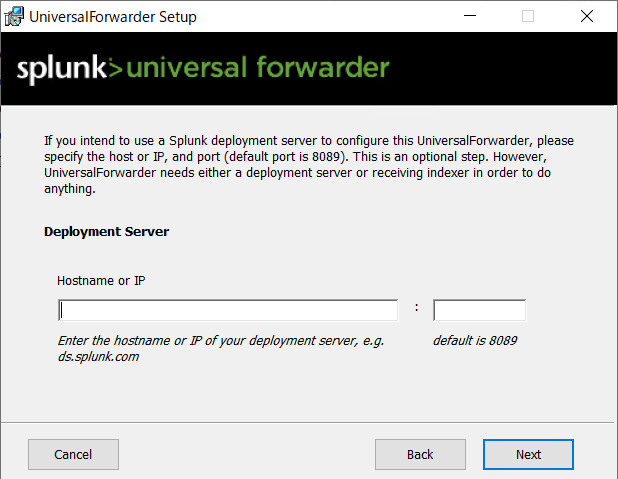 UniversalForwarder Setup
splunk> universal forwarder
If you intend to use a Splunk deployment server to configure this UniversalForwarder, please
specify the host or IP, and port (default port is 8089). This is an optional step. However,
UniversalForwarder needs either a deployment server or receiving indexer in order to do
anything.
Deployment Server
Hostname or IP
:
Enter the hostname or IP of your deployment server, e.g.
ds.splunk.com
default is 8089
Cancel
Back
Next